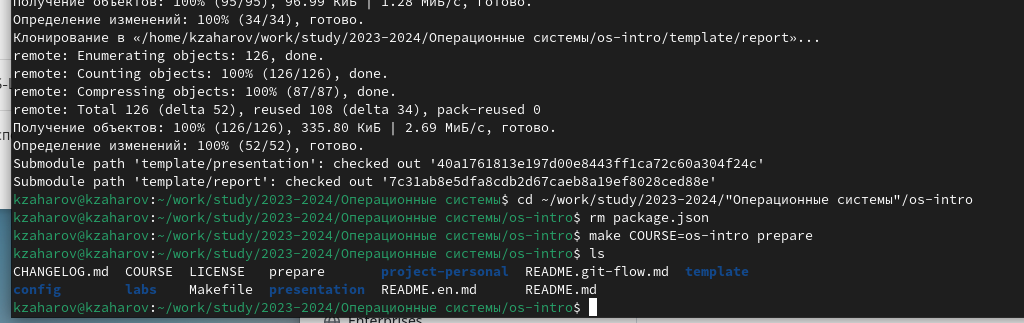 Получение объектов: 100% (95/95), 96.99 КиБ | 1.28 МиБ/с, готово.
Определение изменений: 100% (34/34), готово.
Клонирование в «/home/kzaharov/work/study/2023-2024/Операционные системы/os-intro/template/report»...
remote: Enumerating objects: 126, done.
remote: Counting objects: 100% (126/126), done.
remote: Compressing objects: 100% (87/87), done.
remote: Total 126 (delta 52), reused 108 (delta 34), pack-reused 0
Получение объектов: 100% (126/126), 335.80 КиБ | 2.69 МиБ/с, готово.
Определение изменений: 100% (52/52), готово.
Submodule path 'template/presentation': checked out '40a1761813e197d00e8443ff1ca72c60a304f24c'
Submodule path 'template/report': checked out '7c31ab8e5dfa8cdb2d67caeb8a19ef8028ced88e'
kzaharov@kzaharov:~/work/study/2023-2024/Операционные системы$ cd ~/work/study/2023-2024/"Операционные системы"/os-intro
kzaharov@kzaharov:~/work/study/2023-2024/Операционные системы/os-intro$ rm package.json
kzaharov@kzaharov:~/work/study/2023-2024/Операционные системы/os-intro$ make COURSE=os-intro prepare
kzaharov@kzaharov:~/work/study/2023-2024/Операционные системы/os-intro$ ls
CHANGELOG.md COURSE LICENSE prepare project-personal README.git-flow.md template
config labs Makefile presentation README.en.md README.md
kzaharov@kzaharov:~/work/study/2023-2024/Операционные системы/os-intro$
Enterprises